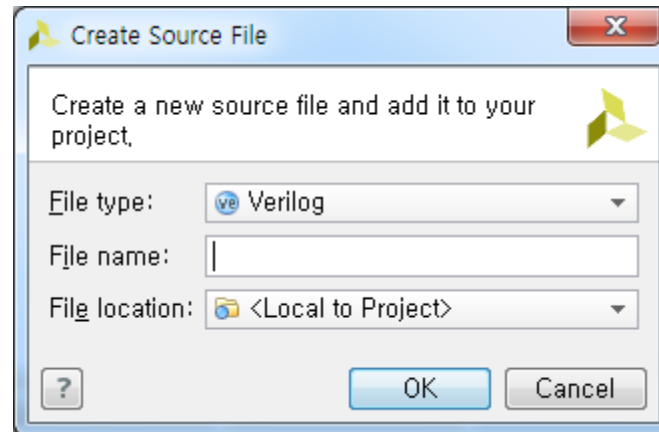 Create Source File
Create a new source file and add it to your
project,
File type:
ve Verilog
File name:
File location:
<Local to Project>
?
OK
Cancel